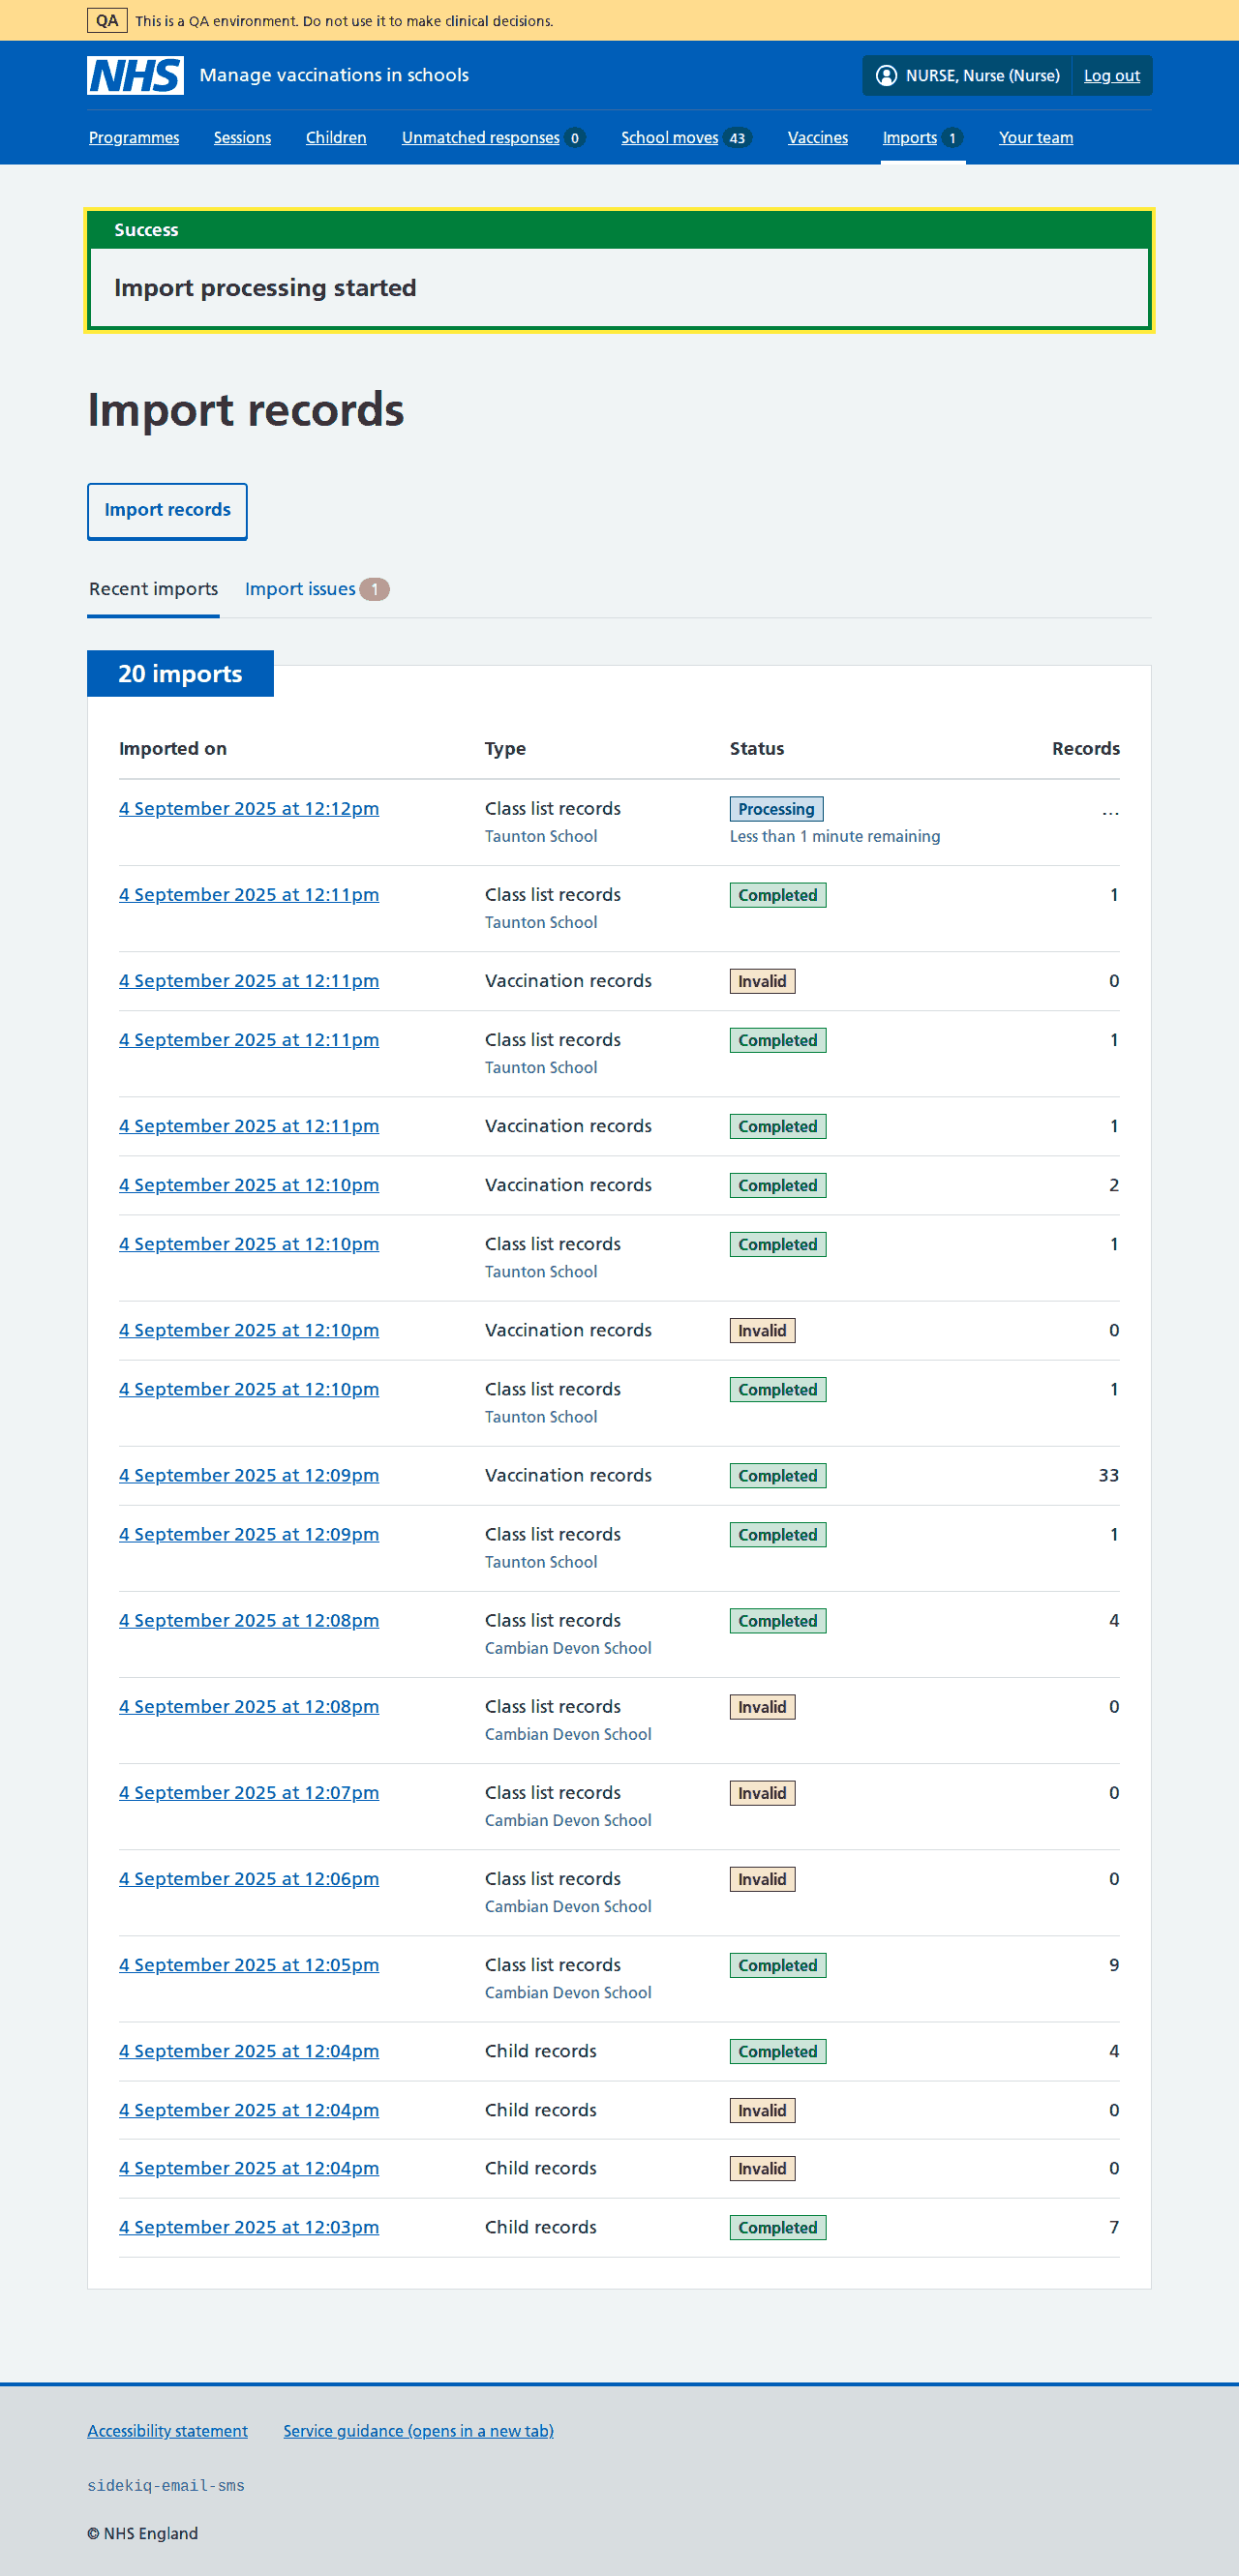 QA This is a QA environment. Do not use it to make clinical decisions.
NHS Manage vaccinations in schools NURSE, Nurse (Nurse) Log out
Programmes Sessions Children Unmatched responses 0 School moves 43 Vaccines Imports 1 Your team
Success
Import processing started
Import records
Import records
Recent imports Import issues 1
20 imports
Imported on Type Status Records
4 September 2025 at 12:12pm Class list records Processing ...
Taunton School Less than 1 minute remaining
4 September 2025 at 12:11pm Class list records Completed 1
Taunton School
4 September 2025 at 12:11pm Vaccination records Invalid 0
4 September 2025 at 12:11pm Class list records Completed 1
Taunton School
4 September 2025 at 12:11pm Vaccination records Completed 1
4 September 2025 at 12:10pm Vaccination records Completed 2
4 September 2025 at 12:10pm Class list records Completed 1
Taunton School
4 September 2025 at 12:10pm Vaccination records Invalid 0
4 September 2025 at 12:10pm Class list records Completed 1
Taunton School
4 September 2025 at 12:09pm Vaccination records Completed 33
4 September 2025 at 12:09pm Class list records Completed 1
Taunton School
4 September 2025 at 12:08pm Class list records Completed 4
Cambian Devon School
4 September 2025 at 12:08pm Class list records Invalid 0
Cambian Devon School
4 September 2025 at 12:07pm Class list records Invalid 0
Cambian Devon School
4 September 2025 at 12:06pm Class list records Invalid 0
Cambian Devon School
4 September 2025 at 12:05pm Class list records Completed 9
Cambian Devon School
4 September 2025 at 12:04pm Child records Completed 4
4 September 2025 at 12:04pm Child records Invalid 0
4 September 2025 at 12:04pm Child records Invalid 0
4 September 2025 at 12:03pm Child records Completed 7
Accessibility statement Service guidance (opens in a new tab)
sidekiq-email-sms
© NHS England